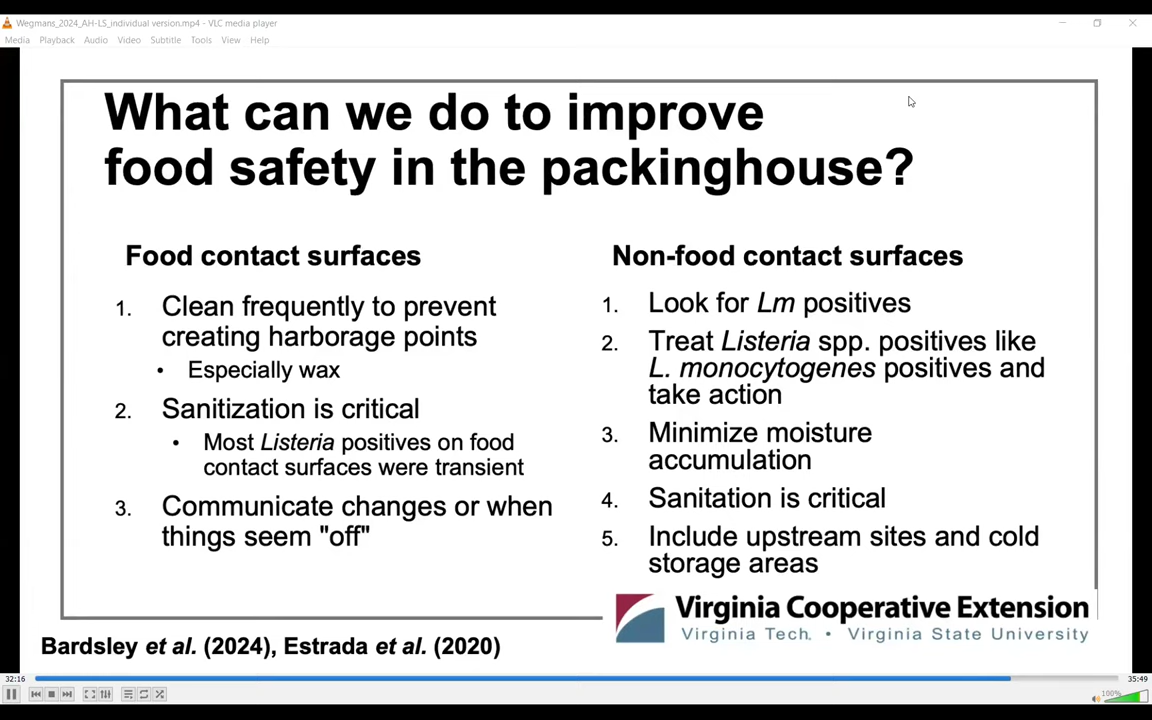 Wegmans_2024_AH-LS_individual version.mp4 - VLC media player
Media Playback Audio Video Subtitle Tools View Help
What can we do to improve
food safety in the packinghouse?
Food contact surfaces
1. Clean frequently to prevent
creating harborage points
• Especially wax
2. Sanitization is critical
• Most Listeria positives on food
contact surfaces were transient
3. Communicate changes or when
things seem "off"
Non-food contact surfaces
1. Look for Lm positives
2. Treat Listeria spp. positives like
L. monocytogenes positives and
take action
3. Minimize moisture
accumulation
4. Sanitation is critical
5. Include upstream sites and cold
storage areas
Virginia Cooperative Extension
Virginia Tech. • Virginia State University
Bardsley et al. (2024), Estrada et al. (2020)
32:16
35:49
100%